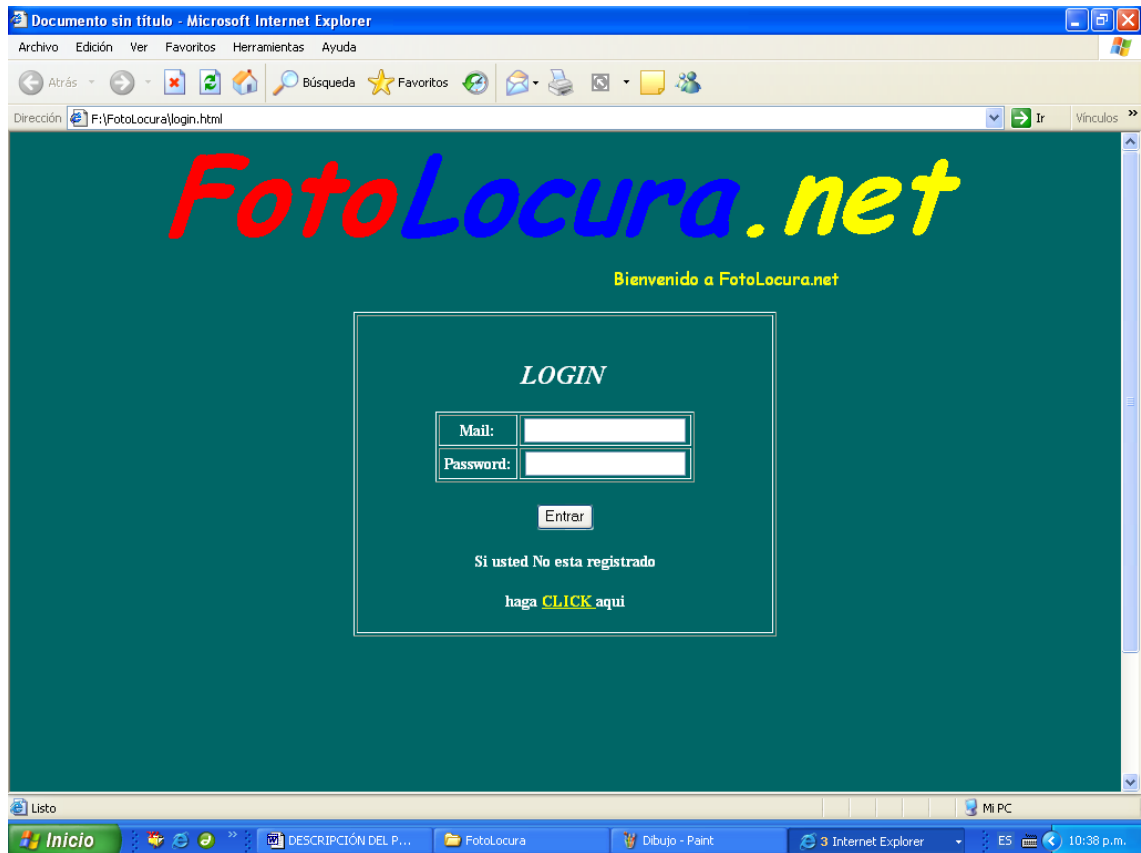 Documento sin título - Microsoft Internet Explorer
Archivo Edición Ver Favoritos Herramientas Ayuda
Atrás Búsqueda Favoritos
Dirección F:\FotoLocura\login.html Ir Vínculos »
FotoLocura.net
Bienvenido a FotoLocura.net
LOGIN
Mail:
Password:
Entrar
Si usted No esta registrado
haga CLICK aqui
Listo Mi PC
Inicio » DESCRIPCIÓN DEL P... FotoLocura Dibujo - Paint 3 Internet Explorer ES 10:38 p.m.